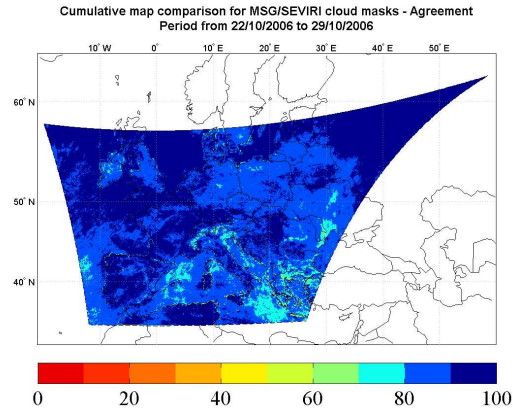 Cumulative map comparison for MSG/SEVIRI cloud masks - Agreement
Period from 22/10/2006 to 29/10/2006
10° W 0° 10° E 20° E 30° E 40° E 50° E
60° N
50° N
40° N
0 20 40 60 80 100